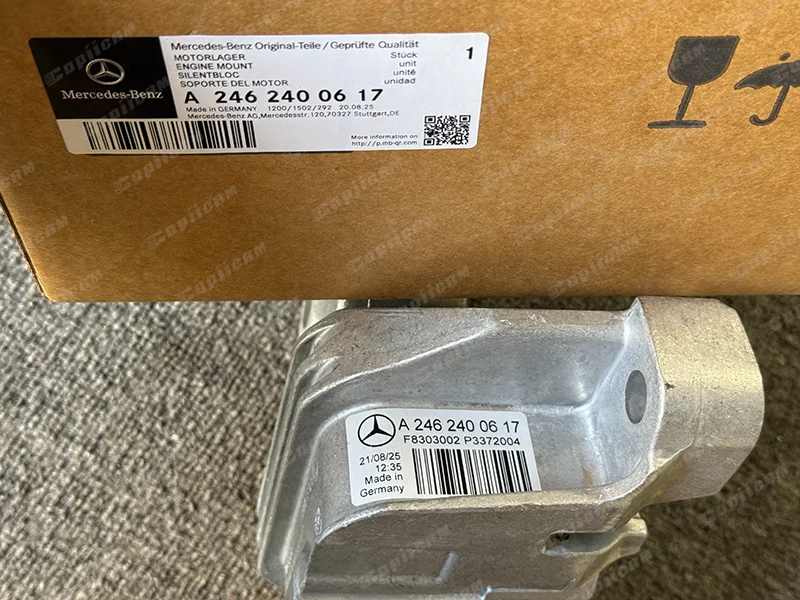 Mercedes-Benz Original-Teile / Geprüfte Qualität
MOTORLAGER Stück 1
ENGINE MOUNT unit
SILENTBLOC unité
SOPORTE DEL MOTOR unidad
Mercedes-Benz
A 246 240 06 17
Made in GERMANY 1200/1502/292 20.08.25
Mercedes-Benz AG,Mercedesstr.120,70327 Stuttgart,DE
More information on
http://p.mb-qr.com
A 246 240 06 17
F8303002 P3372004
21/08/25
12:35
Made in
Germany
Copiicam